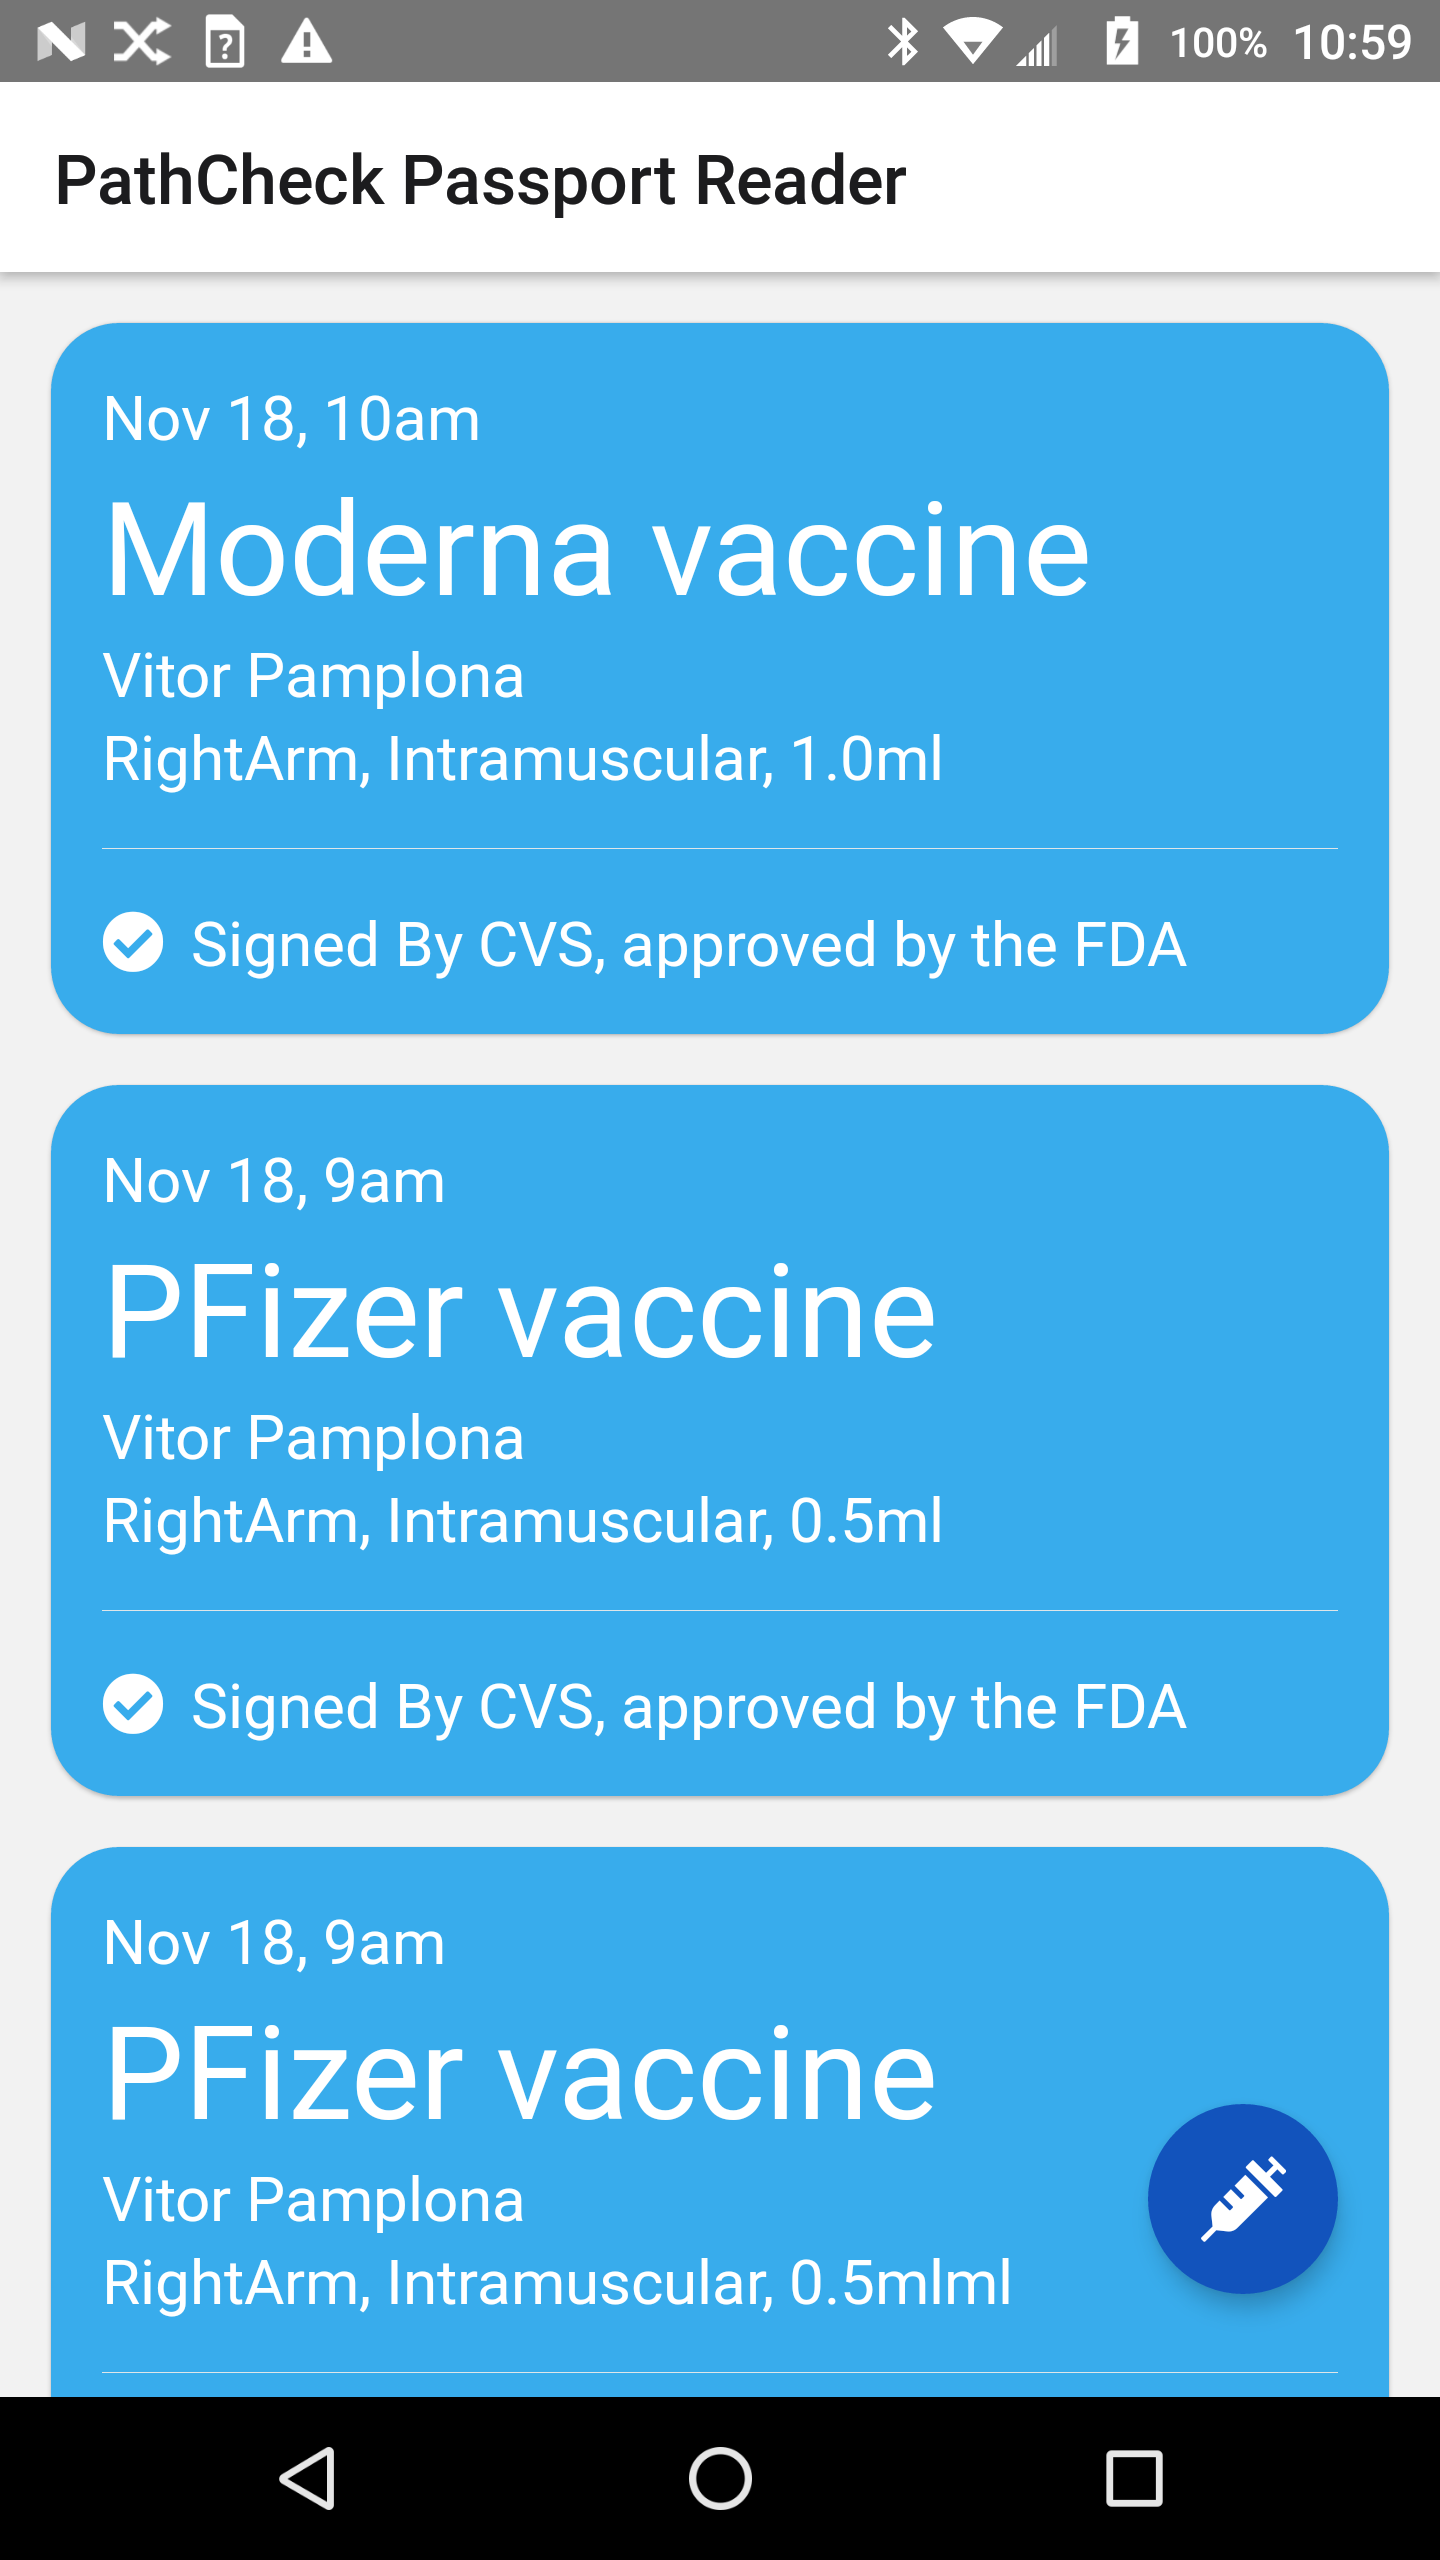 100% 10:59
PathCheck Passport Reader
Nov 18, 10am
Moderna vaccine
Vitor Pamplona
RightArm, Intramuscular, 1.0ml
Signed By CVS, approved by the FDA
Nov 18, 9am
PFizer vaccine
Vitor Pamplona
RightArm, Intramuscular, 0.5ml
Signed By CVS, approved by the FDA
Nov 18, 9am
PFizer vaccine
Vitor Pamplona
RightArm, Intramuscular, 0.5mlml